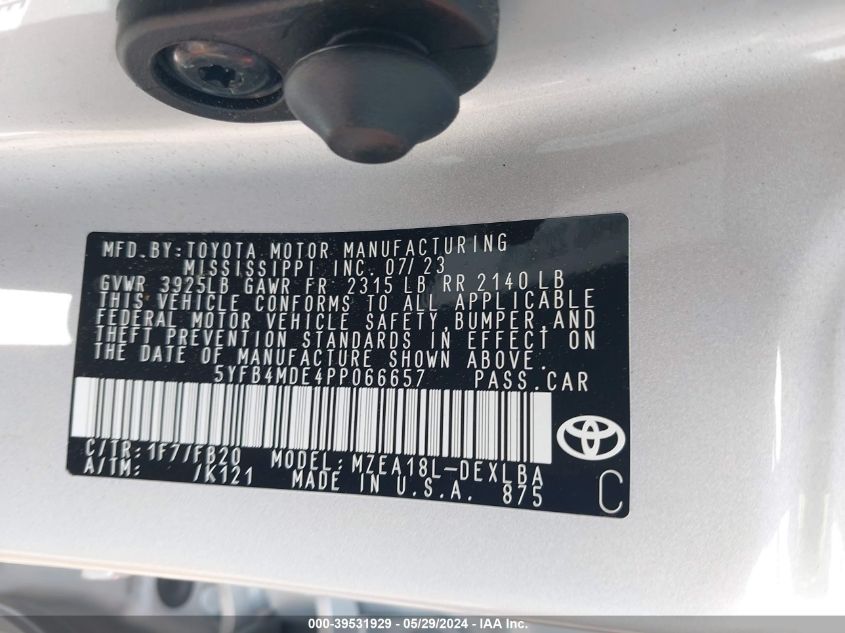 MFD.BY:TOYOTA MOTOR MANUFACTURING
MISSISSIPPI INC. 07/23
GVWR 3925LB GAWR FR 2315 LB RR 2140 LB
THIS VEHICLE CONFORMS TO ALL APPLICABLE
FEDERAL MOTOR VEHICLE SAFETY,BUMPER,AND
THEFT PREVENTION STANDARDS IN EFFECT ON
THE DATE OF MANUFACTURE SHOWN ABOVE.
5YFB4MDE4PP066657 PASS.CAR
C/TR:1F77FB20 MODEL:MZEA18L-DEXLBA
A/TM: /K121 MADE IN U.S.A. 875
C
000-39531929 - 05/29/2024 - IAA Inc.